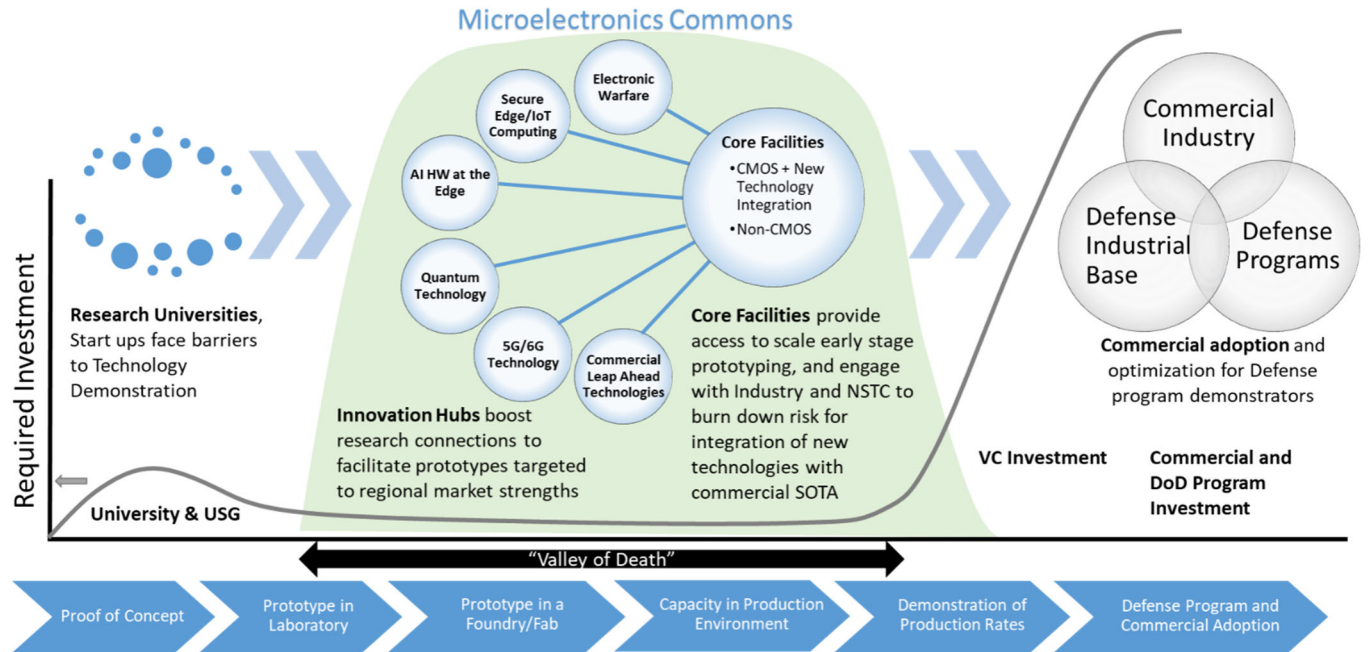 Microelectronics Commons
Required Investment
Research Universities,
Start ups face barriers
to Technology
Demonstration
University & USG
Electronic
Warfare
Secure
Edge/IoT
Computing
AI HW at the
Edge
Quantum
Technology
5G/6G
Technology
Commercial
Leap Ahead
Technologies
Core Facilities
•CMOS + New
Technology
Integration
•Non-CMOS
Innovation Hubs boost
research connections to
facilitate prototypes targeted
to regional market strengths
Core Facilities provide
access to scale early stage
prototyping, and engage
with Industry and NSTC to
burn down risk for
integration of new
technologies with
commercial SOTA
Commercial
Industry
Defense
Industrial
Base
Defense
Programs
Commercial adoption and
optimization for Defense
program demonstrators
VC Investment
Commercial and
DoD Program
Investment
“Valley of Death”
Proof of Concept
Prototype in
Laboratory
Prototype in a
Foundry/Fab
Capacity in Production
Environment
Demonstration of
Production Rates
Defense Program and
Commercial Adoption